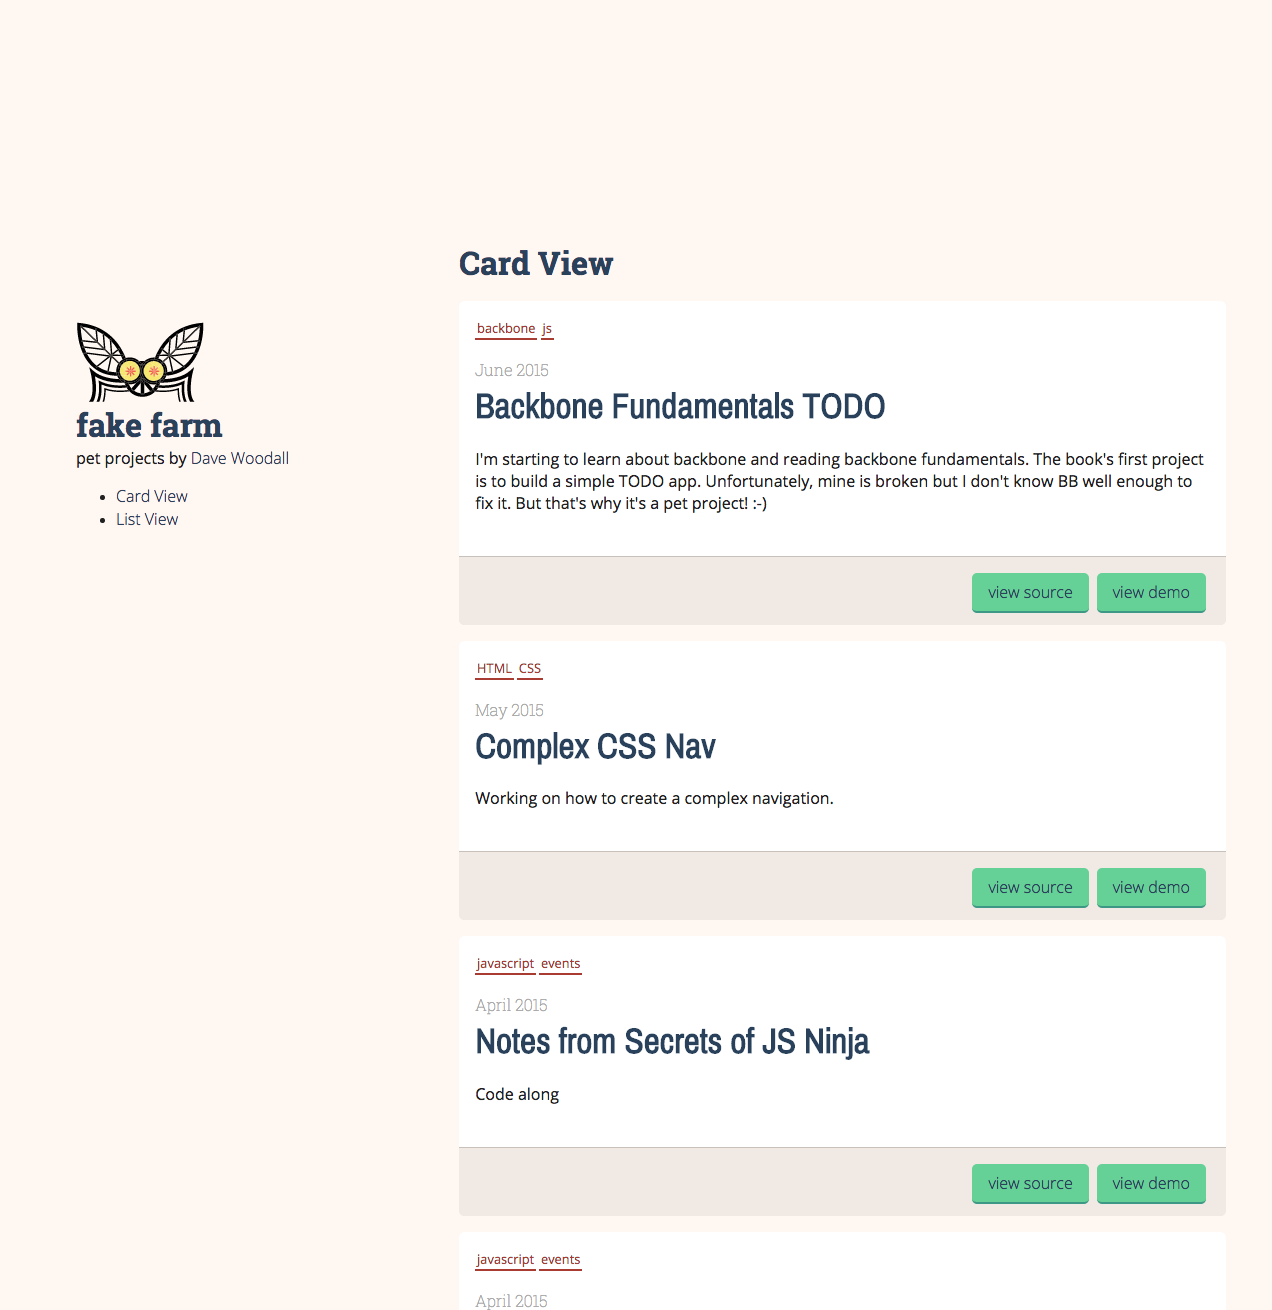 fake farm
pet projects by Dave Woodall
Card View
List View
Card View
backbone js
June 2015
Backbone Fundamentals TODO
I'm starting to learn about backbone and reading backbone fundamentals. The book's first project
is to build a simple TODO app. Unfortunately, mine is broken but I don't know BB well enough to
fix it. But that's why it's a pet project! :-)
view source view demo
HTML CSS
May 2015
Complex CSS Nav
Working on how to create a complex navigation.
view source view demo
javascript events
April 2015
Notes from Secrets of JS Ninja
Code along
view source view demo
javascript events
April 2015